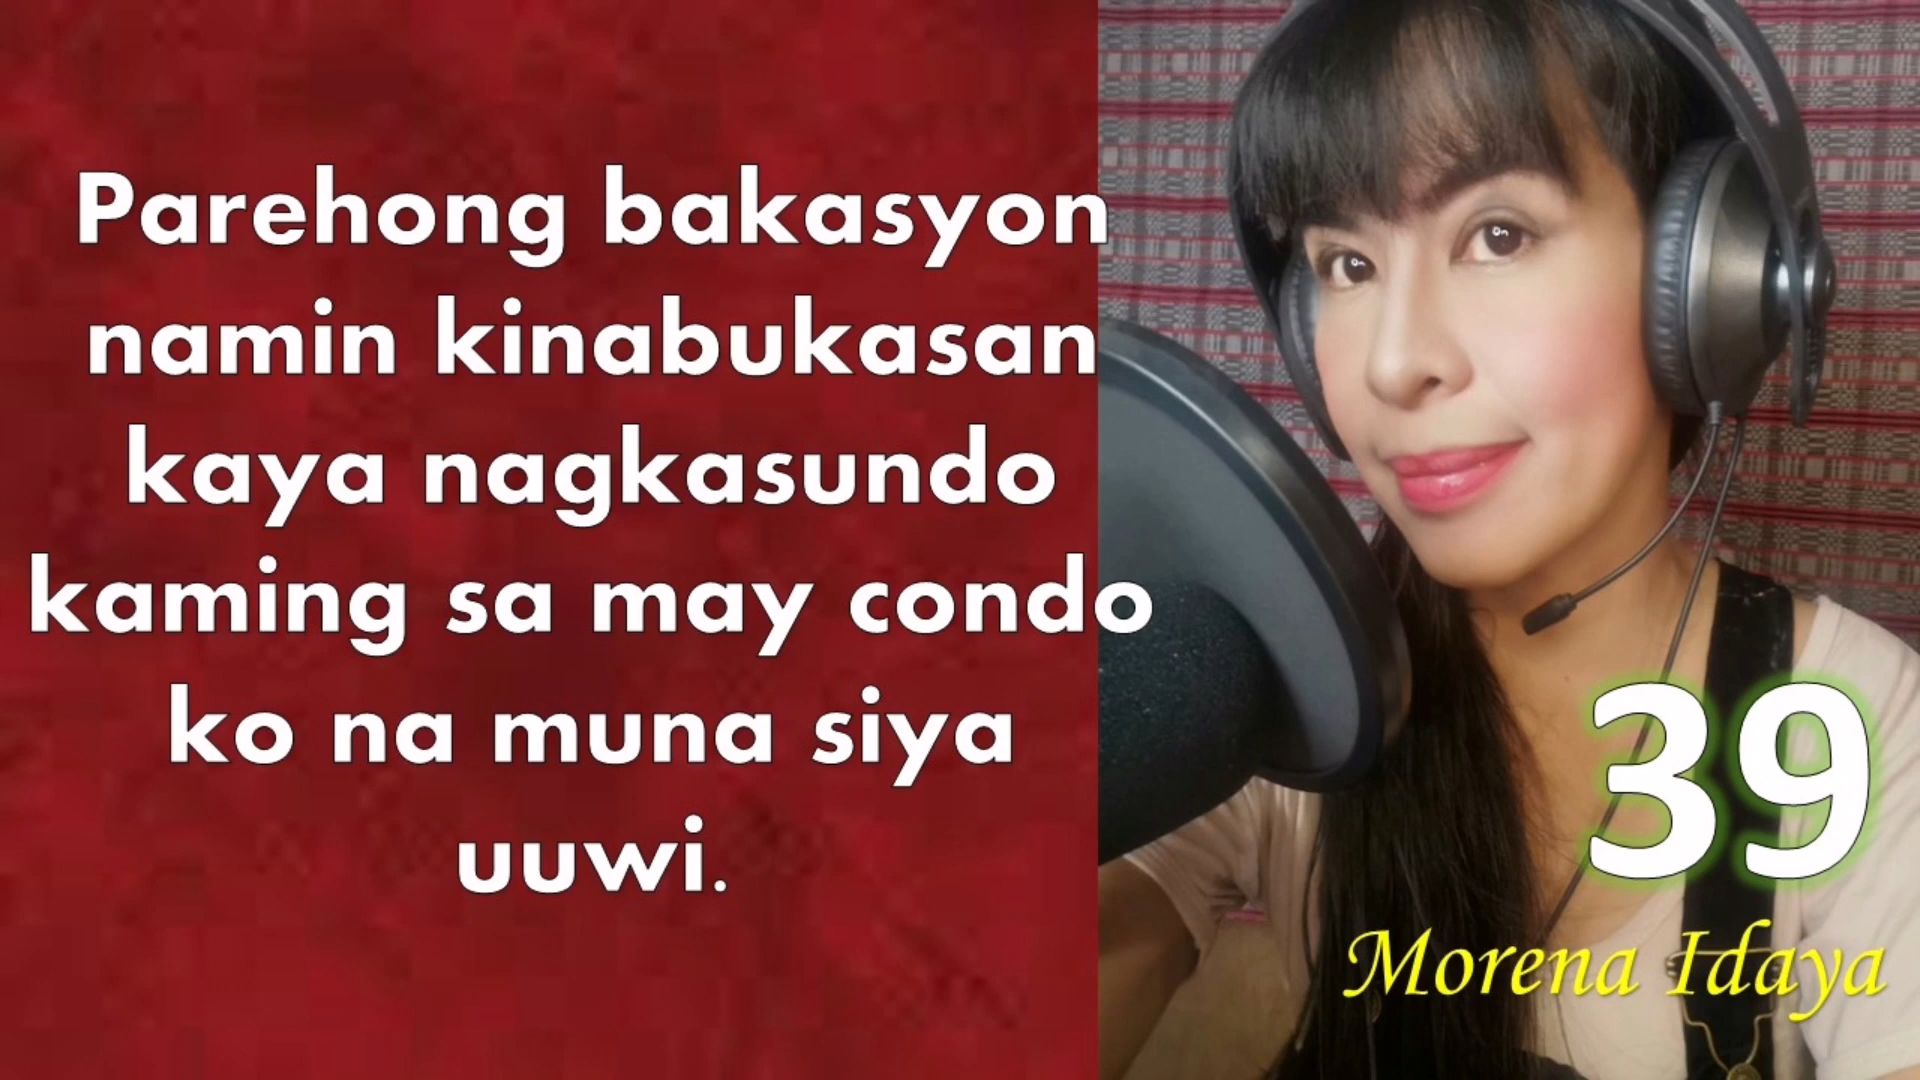 Parehong bakasyon
namin kinabukasan
kaya nagkasundo
kaming sa may condo
ko na muna siya
uuwi.
39
Morena Idaya